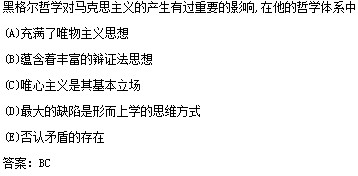 黑格尔哲学对马克思主义的产生有过重要的影响,在他的哲学体系中
(A)充满了唯物主义思想
(B)蕴含着丰富的辩证法思想
(C)唯心主义是其基本立场
(D)最大的缺陷是形而上学的思维方式
(E)否认矛盾的存在
答案: BC